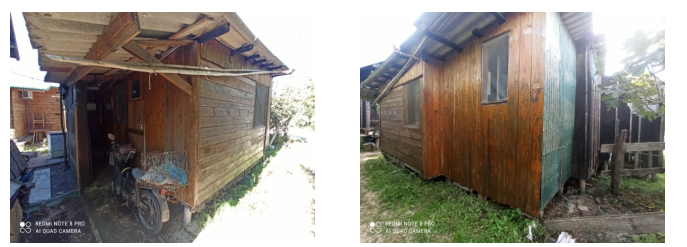 REDMI NOTE 8 PRO
AI QUAD CAMERA
REDMI NOTE 8 PRO
AI QUAD CAMERA